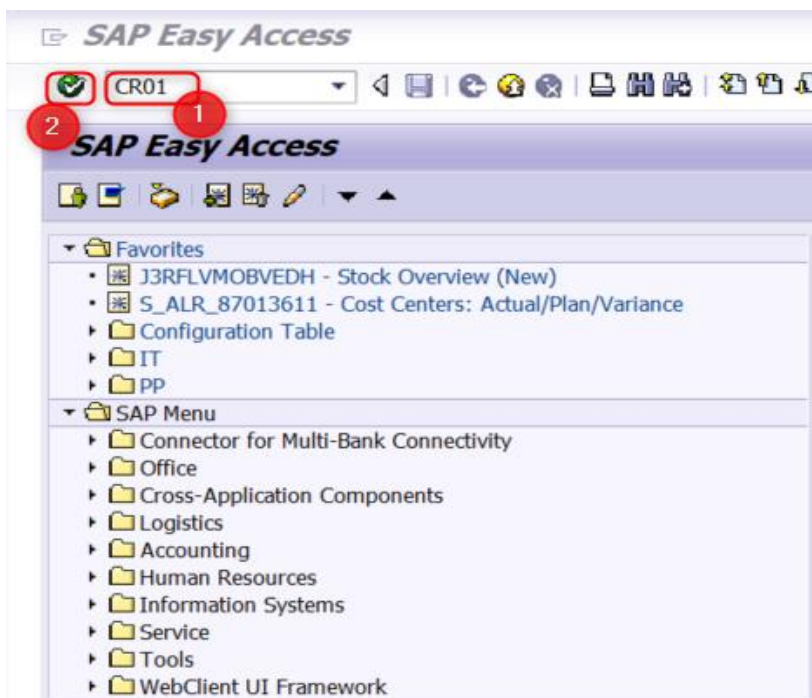 SAP Easy Access
CR01
1
2
SAP Easy Access
Favorites
J3RFLVMOBVEDH - Stock Overview (New)
S_ALR_87013611 - Cost Centers: Actual/Plan/Variance
Configuration Table
IT
PP
SAP Menu
Connector for Multi-Bank Connectivity
Office
Cross-Application Components
Logistics
Accounting
Human Resources
Information Systems
Service
Tools
WebClient UI Framework